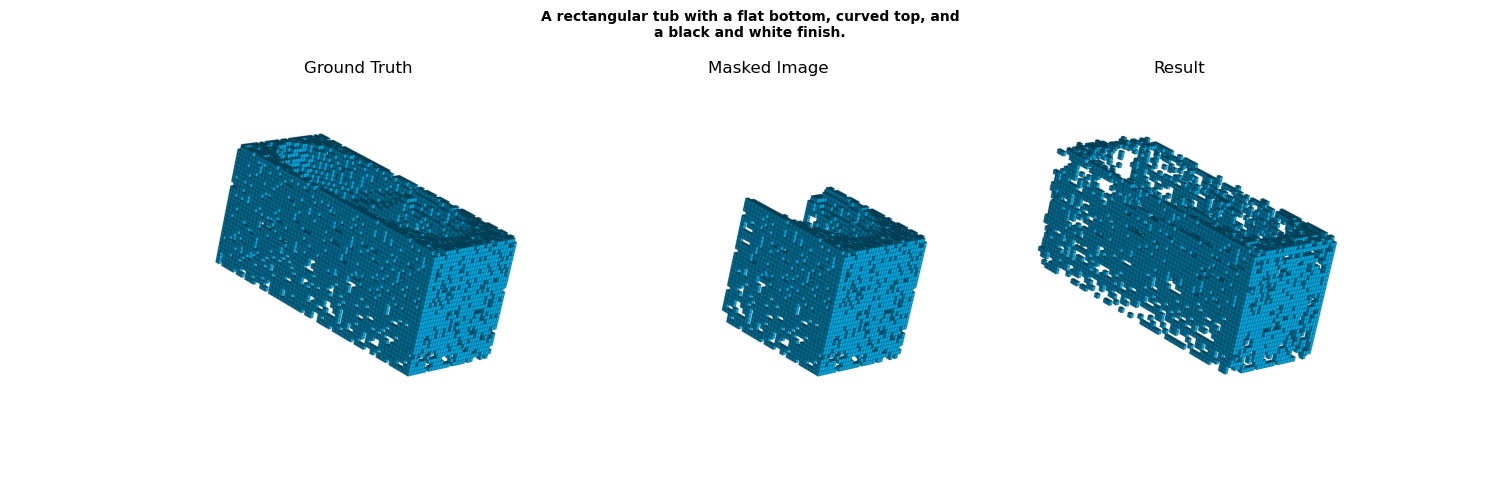 A rectangular tub with a flat bottom, curved top, and
a black and white finish.
Ground Truth
Masked Image
Result